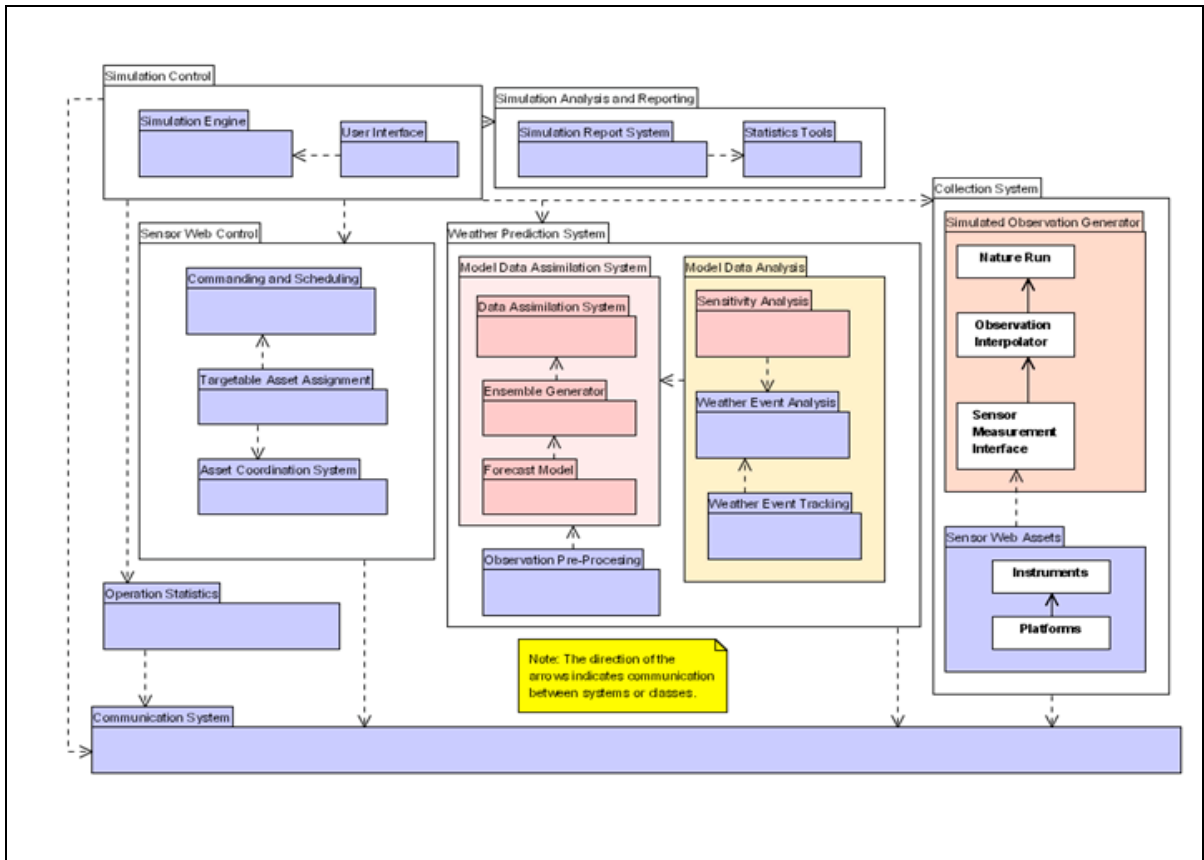 Simulation Control
Simulation Engine
User Interface
Simulation Analysis and Reporting
Simulation Report System
Statistics Tools
Collection System
Simulated Observation Generator
Nature Run
Observation
Interpolator
Sensor
Measurement
Interface
Sensor Web Assets
Instruments
Platforms
Sensor Web Control
Commanding and Scheduling
Targetable Asset Assignment
Asset Coordination System
Weather Prediction System
Model Data Assimilation System
Data Assimilation System
Ensemble Generator
Forecast Model
Observation Pre-Procesing
Model Data Analysis
Sensitivity Analysis
Weather Event Analysis
Weather Event Tracking
Operation Statistics
Note: The direction of the
arrows indicates communication
between systems or classes.
Communication System